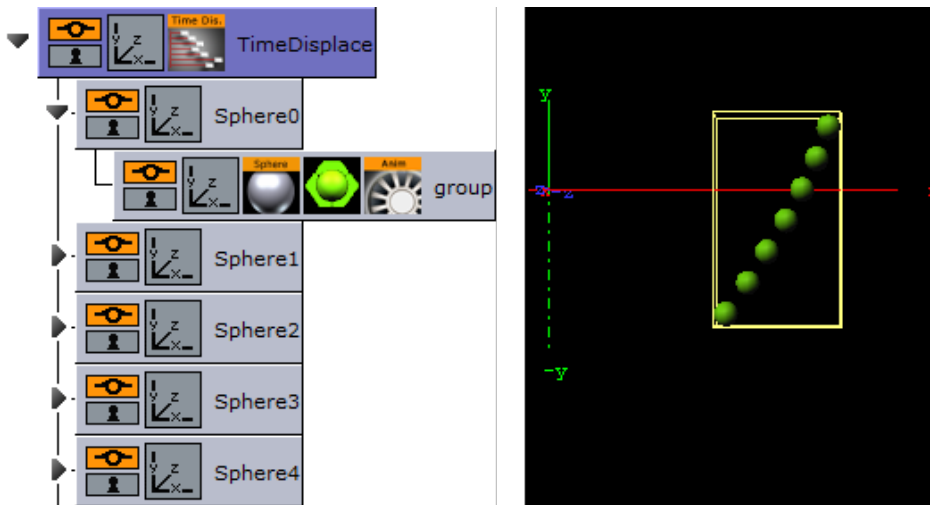 Time Dis.
y z
x
TimeDisplace
y z
x
Sphere0
y z
x
Sphere
Anim
group
y z
x
Sphere1
y z
x
Sphere2
y z
x
Sphere3
y z
x
Sphere4
y
z
-z
-y